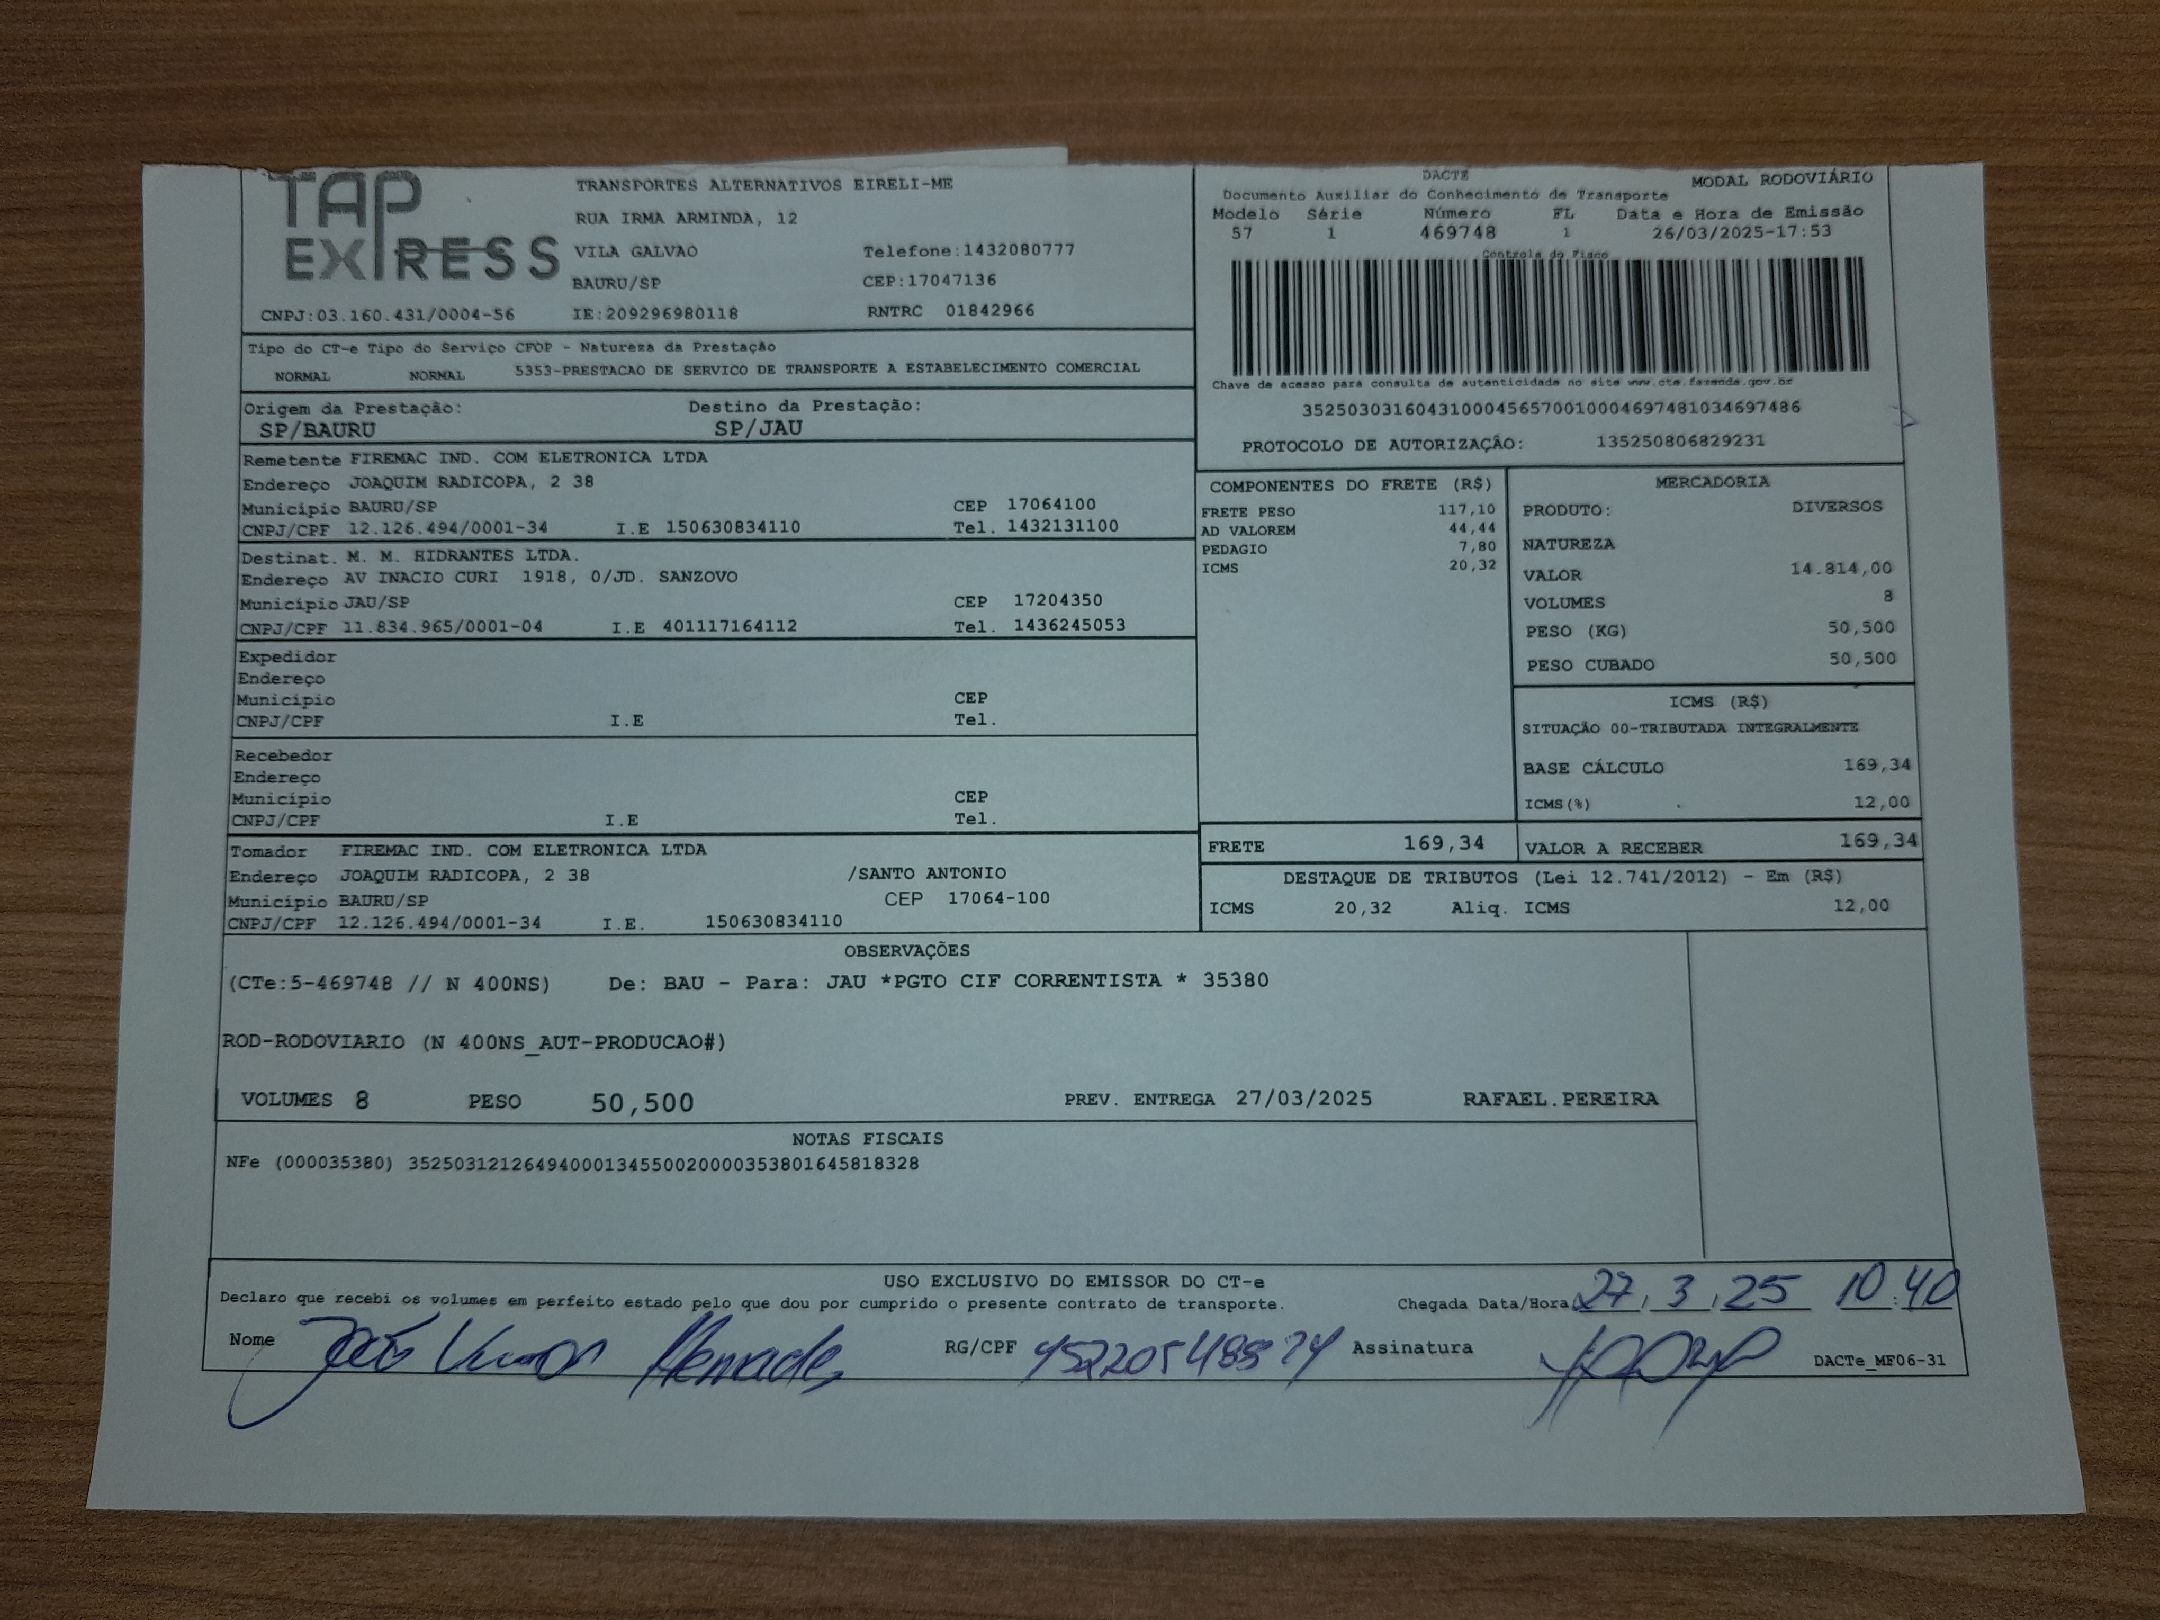 TAP EXPRESS
TRANSPORTES ALTERNATIVOS EIRELI-ME
RUA IRMA ARMINDA, 12
VILA GALVAO Telefone:1432080777
BAURU/SP CEP:17047136
CNPJ:03.160.431/0004-56 IE:209296980118 RNTRC 01842966
Tipo do CT-e Tipo do Serviço CFOP - Natureza da Prestação
NORMAL NORMAL 5353-PRESTACAO DE SERVICO DE TRANSPORTE A ESTABELECIMENTO COMERCIAL
Origem da Prestação: Destino da Prestação:
SP/BAURU SP/JAU
Remetente FIREMAC IND. COM ELETRONICA LTDA
Endereço JOAQUIM RADICOPA, 2 38
Município BAURU/SP CEP 17064100
CNPJ/CPF 12.126.494/0001-34 I.E 150630834110 Tel. 1432131100
Destinat. M. M. HIDRANTES LTDA.
Endereço AV INACIO CURI 1918, 0/JD. SANZOVO
Município JAU/SP CEP 17204350
CNPJ/CPF 11.834.965/0001-04 I.E 401117164112 Tel. 1436245053
Expedidor
Endereço
Município CEP
CNPJ/CPF I.E Tel.
Recebedor
Endereço
Município CEP
CNPJ/CPF I.E Tel.
Tomador FIREMAC IND. COM ELETRONICA LTDA
Endereço JOAQUIM RADICOPA, 2 38 /SANTO ANTONIO
Município BAURU/SP CEP 17064-100
CNPJ/CPF 12.126.494/0001-34 I.E. 150630834110
DACTE MODAL RODOVIÁRIO
Documento Auxiliar do Conhecimento de Transporte
Modelo Série Número FL Data e Hora de Emissão
57 1 469748 1 26/03/2025-17:53
Controle do Fisco
Chave de acesso para consulta de autenticidade no site www.cte.fazenda.gov.br
35250303160431000456570010004697481034697486
PROTOCOLO DE AUTORIZAÇÃO: 135250806829231
COMPONENTES DO FRETE (R$)
FRETE PESO 117,10
AD VALOREM 44,44
PEDAGIO 7,80
ICMS 20,32
MERCADORIA
PRODUTO: DIVERSOS
NATUREZA
VALOR 14.814,00
VOLUMES 8
PESO (KG) 50,500
PESO CUBADO 50,500
ICMS (R$)
SITUAÇÃO 00-TRIBUTADA INTEGRALMENTE
BASE CÁLCULO 169,34
ICMS(%) 12,00
FRETE 169,34 VALOR A RECEBER 169,34
DESTAQUE DE TRIBUTOS (Lei 12.741/2012) - Em (R$)
ICMS 20,32 Aliq. ICMS 12,00
OBSERVAÇÕES
(CTe:5-469748 // N 400NS) De: BAU - Para: JAU *PGTO CIF CORRENTISTA * 35380
ROD-RODOVIARIO (N 400NS_AUT-PRODUCAO#)
VOLUMES 8 PESO 50,500 PREV. ENTREGA 27/03/2025 RAFAEL.PEREIRA
NOTAS FISCAIS
NFe (000035380) 35250312126494000134550020000353801645818328
USO EXCLUSIVO DO EMISSOR DO CT-e
Declaro que recebi os volumes em perfeito estado pelo que dou por cumprido o presente contrato de transporte. Chegada Data/Hora 27, 3, 25 10:40
Nome João RG/CPF Assinatura
DACTe_MF06-31